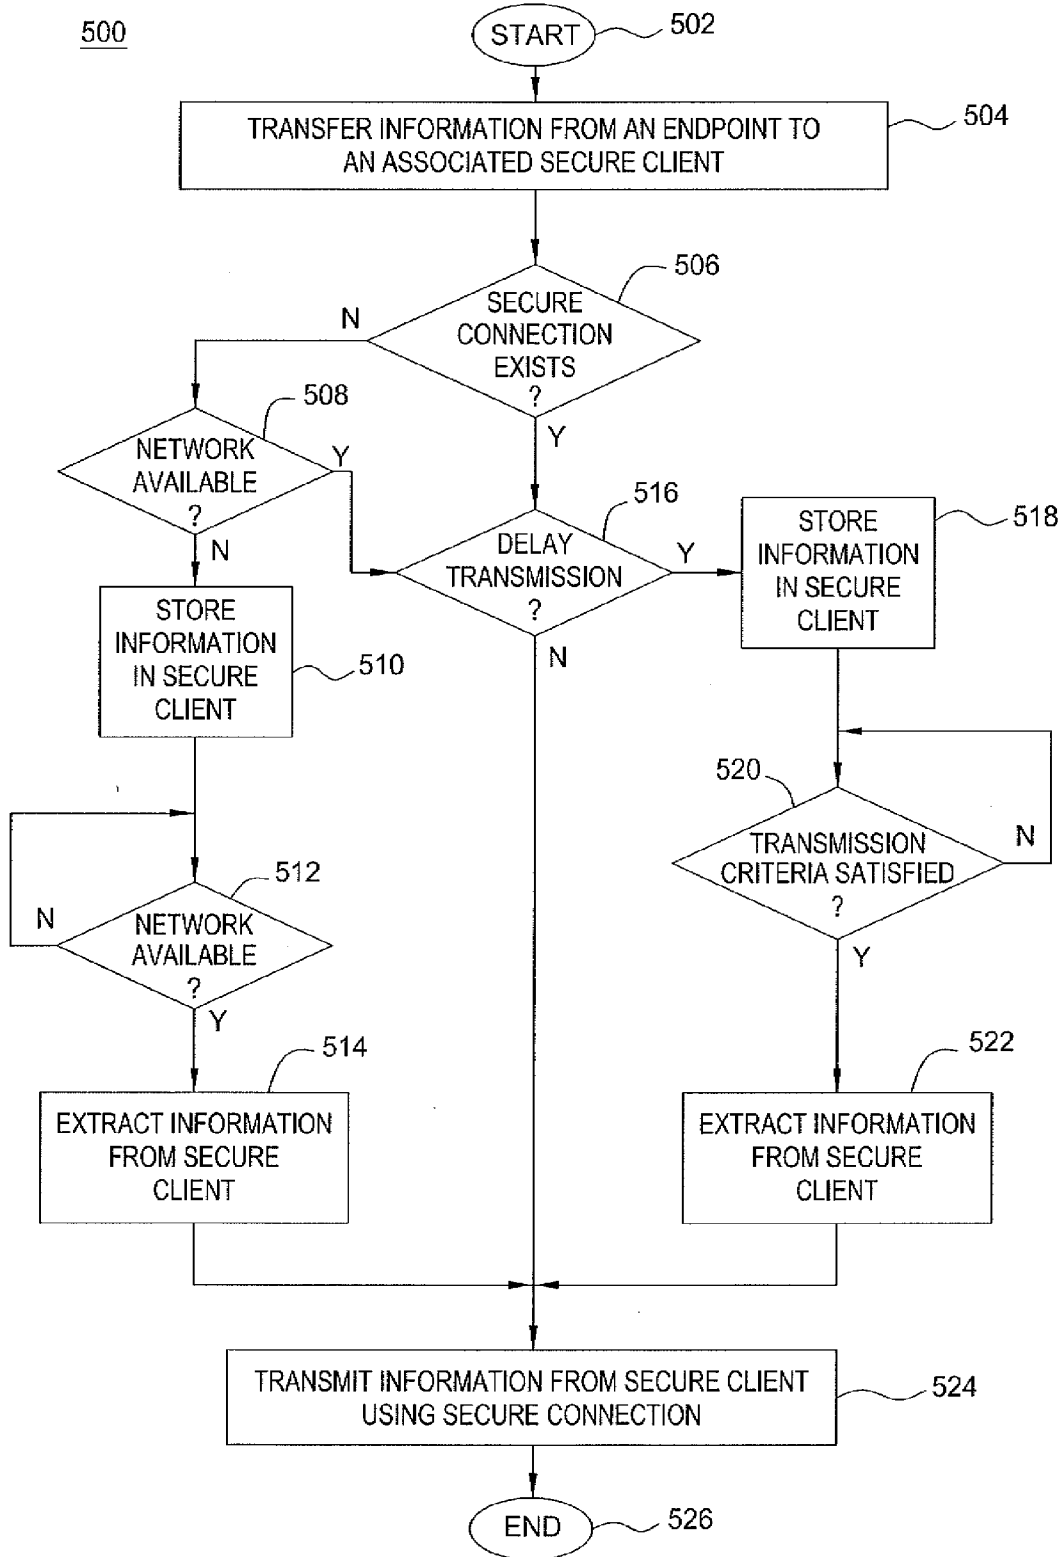 500
START
502
TRANSFER INFORMATION FROM AN ENDPOINT TO
AN ASSOCIATED SECURE CLIENT
504
SECURE
CONNECTION
EXISTS
?
506
N
Y
NETWORK
AVAILABLE
?
508
Y
N
DELAY
TRANSMISSION
?
516
Y
N
STORE
INFORMATION
IN SECURE
CLIENT
518
STORE
INFORMATION
IN SECURE
CLIENT
510
520
TRANSMISSION
CRITERIA SATISFIED
?
N
Y
512
NETWORK
AVAILABLE
?
N
Y
514
EXTRACT INFORMATION
FROM SECURE
CLIENT
522
EXTRACT INFORMATION
FROM SECURE
CLIENT
TRANSMIT INFORMATION FROM SECURE CLIENT
USING SECURE CONNECTION
524
END
526